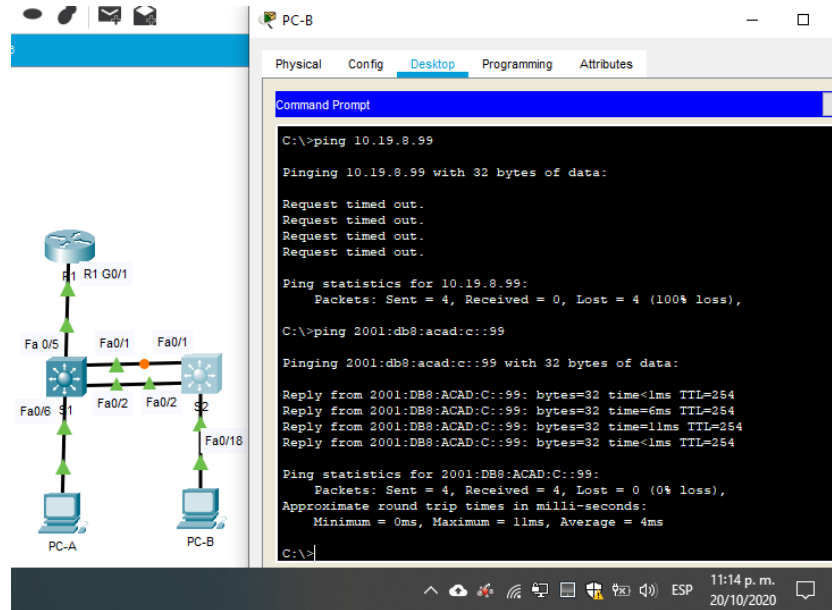 PC-B
Physical Config Desktop Programming Attributes
Command Prompt
C:\>ping 10.19.8.99
Pinging 10.19.8.99 with 32 bytes of data:
Request timed out.
Request timed out.
Request timed out.
Request timed out.
Ping statistics for 10.19.8.99:
Packets: Sent = 4, Received = 0, Lost = 4 (100% loss),
C:\>ping 2001:db8:acad:c::99
Pinging 2001:db8:acad:c::99 with 32 bytes of data:
Reply from 2001:DB8:ACAD:C::99: bytes=32 time<1ms TTL=254
Reply from 2001:DB8:ACAD:C::99: bytes=32 time=6ms TTL=254
Reply from 2001:DB8:ACAD:C::99: bytes=32 time=11ms TTL=254
Reply from 2001:DB8:ACAD:C::99: bytes=32 time<1ms TTL=254
Ping statistics for 2001:DB8:ACAD:C::99:
Packets: Sent = 4, Received = 4, Lost = 0 (0% loss),
Approximate round trip times in milli-seconds:
Minimum = 0ms, Maximum = 11ms, Average = 4ms
C:\>
R1 R1 G0/1
Fa 0/5 Fa0/1 Fa0/1
Fa0/6 S1 Fa0/2 Fa0/2 S2
Fa0/18
PC-A PC-B
ESP
11:14 p. m.
20/10/2020